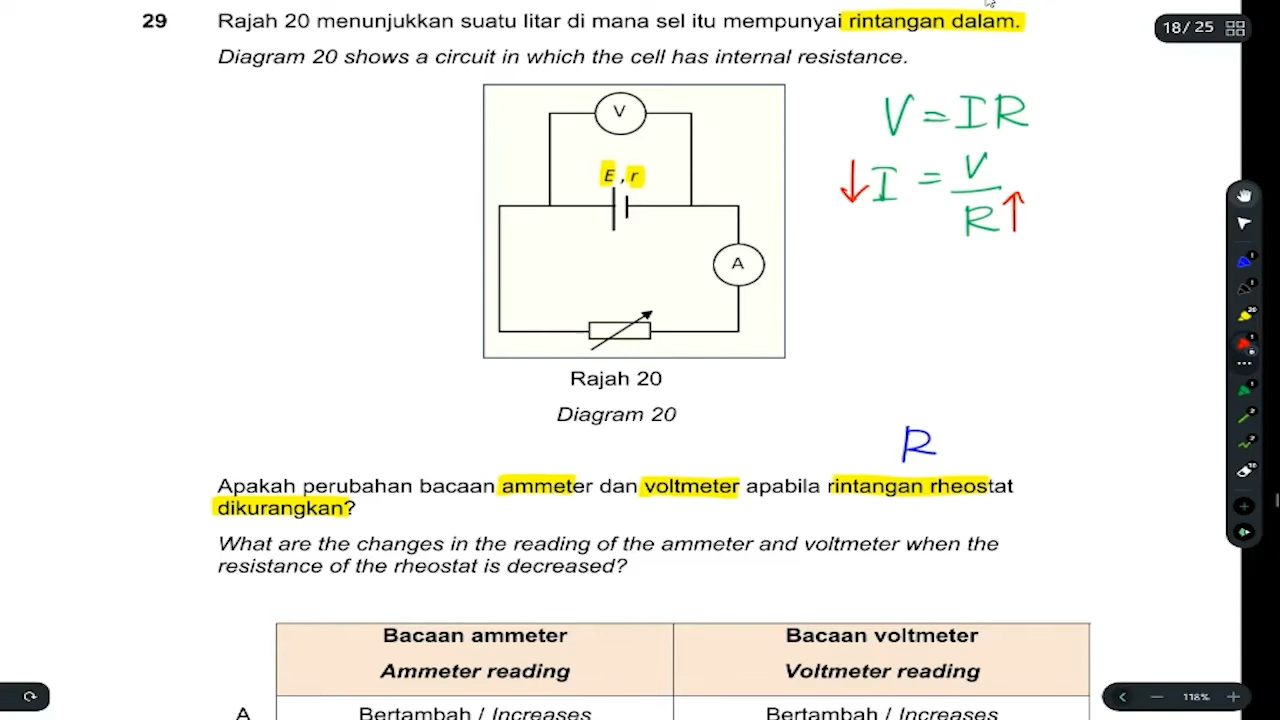 29 Rajah 20 menunjukkan suatu litar di mana sel itu mempunyai rintangan dalam.
18/ 25
Diagram 20 shows a circuit in which the cell has internal resistance.
V
V = IR
E , r
↓ I = V
R ↑
A
Rajah 20
Diagram 20
R
Apakah perubahan bacaan ammeter dan voltmeter apabila rintangan rheostat
dikurangkan?
What are the changes in the reading of the ammeter and voltmeter when the
resistance of the rheostat is decreased?
Bacaan ammeter Bacaan voltmeter
Ammeter reading Voltmeter reading
A Bertambah / Increases Bertambah / Increases
118%